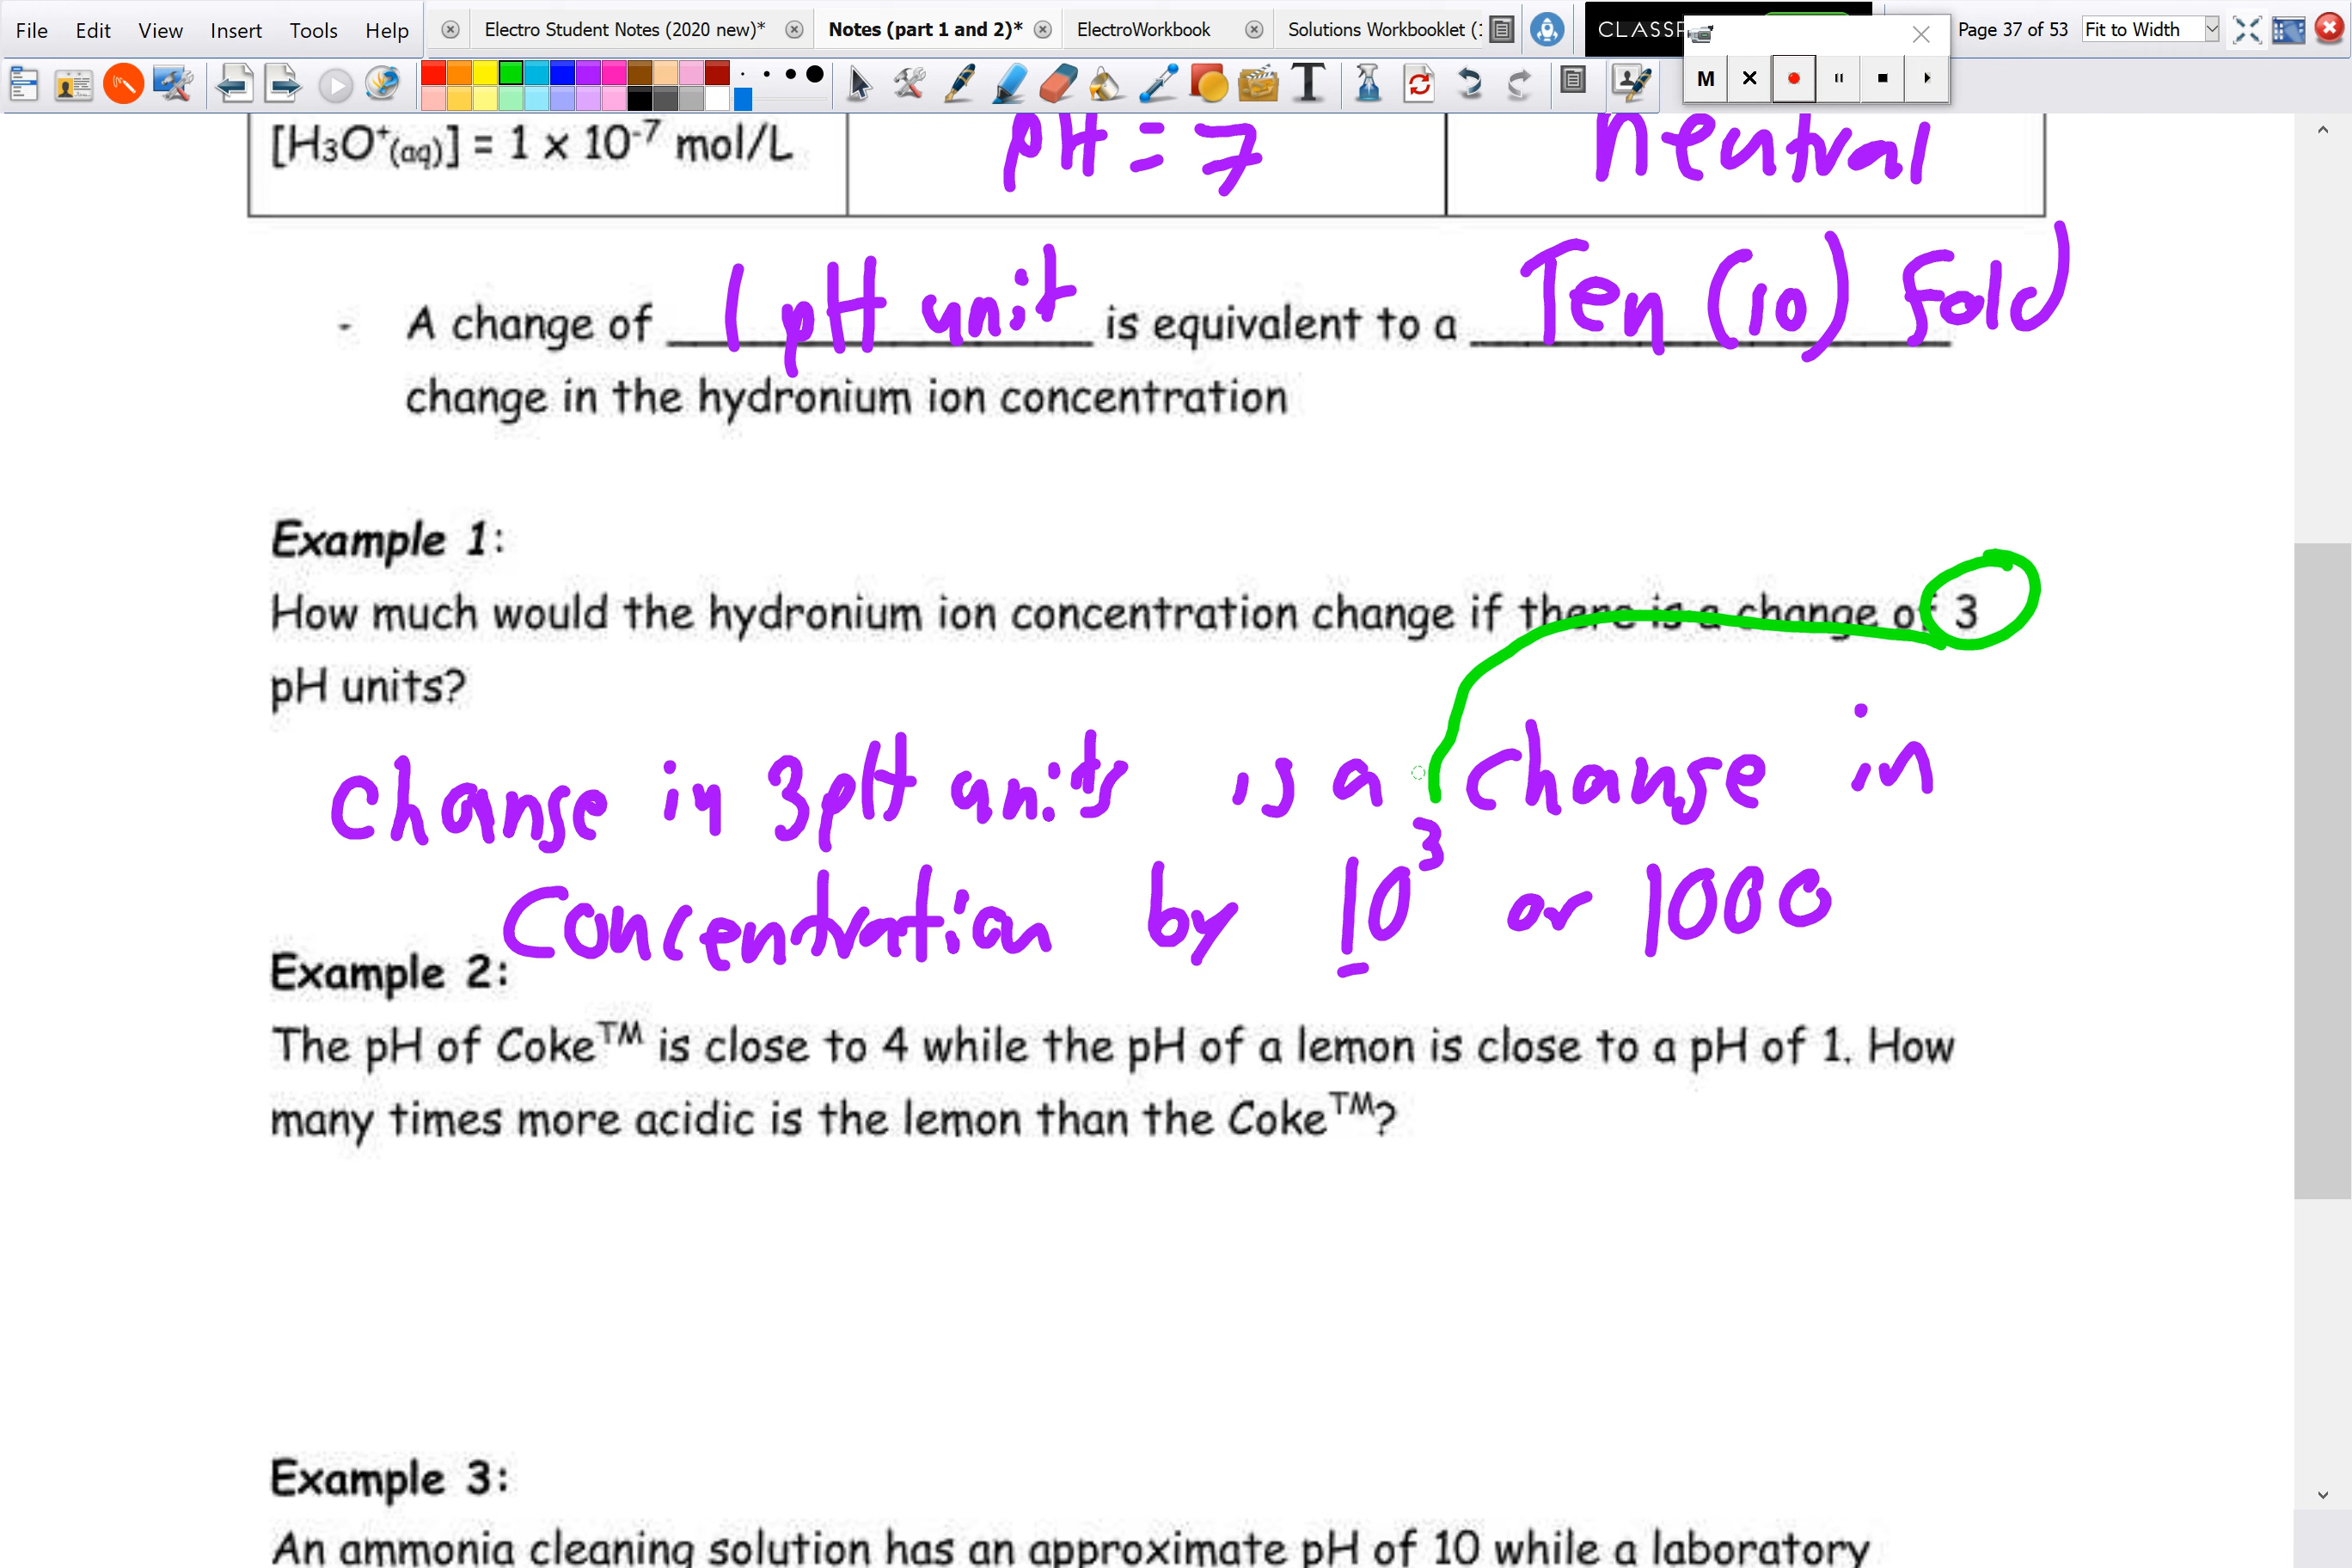 File Edit View Insert Tools Help Electro Student Notes (2020 new)* Notes (part 1 and 2)* ElectroWorkbook Solutions Workbooklet (: CLASSF Page 37 of 53 Fit to Width
M
[H₃O⁺(aq)] = 1 x 10⁻⁷ mol/L pH = 7 neutral
- A change of 1 pH unit is equivalent to a Ten (10) fold
change in the hydronium ion concentration
Example 1:
How much would the hydronium ion concentration change if there is a change of 3
pH units?
Change in 3 pH units is a change in
concentration by 10³ or 1000
Example 2:
The pH of Coke™ is close to 4 while the pH of a lemon is close to a pH of 1. How
many times more acidic is the lemon than the Coke™?
Example 3:
An ammonia cleaning solution has an approximate pH of 10 while a laboratory